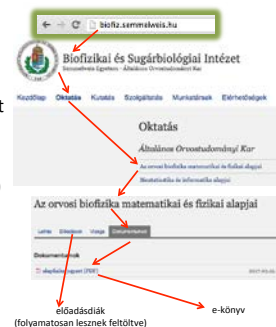 biofiz.semmelweis.hu
Biofizikai és Sugárbiológiai Intézet
Semmelweis Egyetem - Általános Orvostudományi Kar
Kezdőlap Oktatás Kutatás Szolgáltatás Munkatársak Elérhetőségek
Oktatás
Általános Orvostudományi Kar
Az orvosi biofizika matematikai és fizikai alapjai
Biostatisztika és informatika alapjai
Az orvosi biofizika matematikai és fizikai alapjai
Leírás Előadások Vizsga Dokumentumok
Dokumentumok
(PDF)
előadásdiák
(folyamatosan lesznek feltöltve)
e-könyv